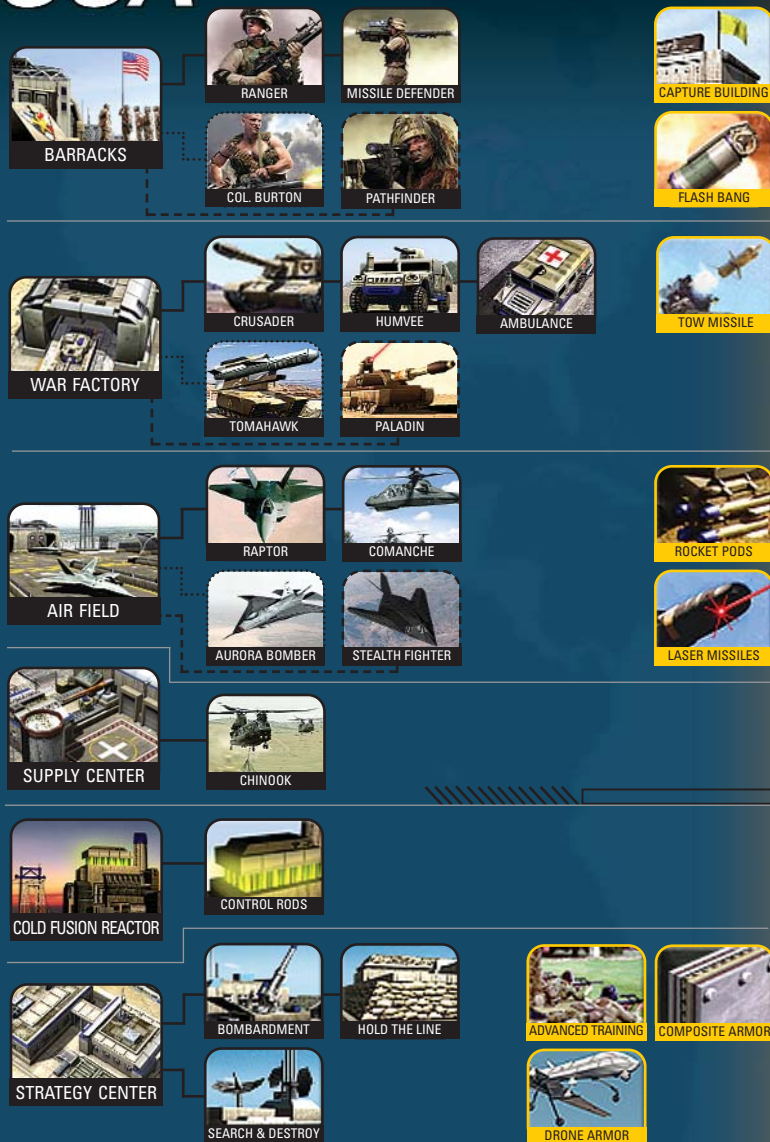 USA
RANGER
MISSILE DEFENDER
CAPTURE BUILDING
BARRACKS
COL. BURTON
PATHFINDER
FLASH BANG
CRUSADER
HUMVEE
AMBULANCE
TOW MISSILE
WAR FACTORY
TOMAHAWK
PALADIN
RAPTOR
COMANCHE
ROCKET PODS
AIR FIELD
AURORA BOMBER
STEALTH FIGHTER
LASER MISSILES
SUPPLY CENTER
CHINOOK
COLD FUSION REACTOR
CONTROL RODS
BOMBARDMENT
HOLD THE LINE
ADVANCED TRAINING
COMPOSITE ARMOR
STRATEGY CENTER
SEARCH & DESTROY
DRONE ARMOR